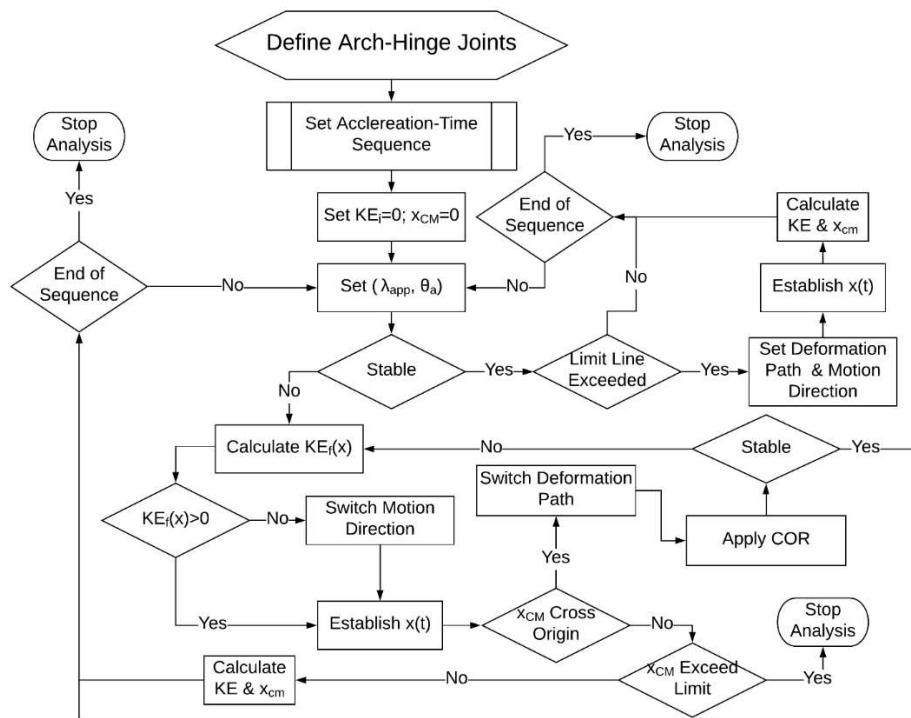 Define Arch-Hinge Joints
Set Acclereation-Time
Sequence
Stop
Analysis
Yes
Stop
Analysis
Yes
End of
Sequence
Set KEi=0; xCM=0
Calculate
KE & xcm
End of
Sequence
No
Set ( λapp, θa)
No
No
Establish x(t)
Stable
Yes
Limit Line
Exceeded
Yes
Set Deformation
Path & Motion
Direction
No
Calculate KEf(x)
No
Stable
Yes
KEf(x)>0
No
Switch Motion
Direction
Switch Deformation
Path
Apply COR
Yes
Yes
Establish x(t)
xCM Cross
Origin
No
Stop
Analysis
Calculate
KE & xcm
No
xCM Exceed
Limit
Yes